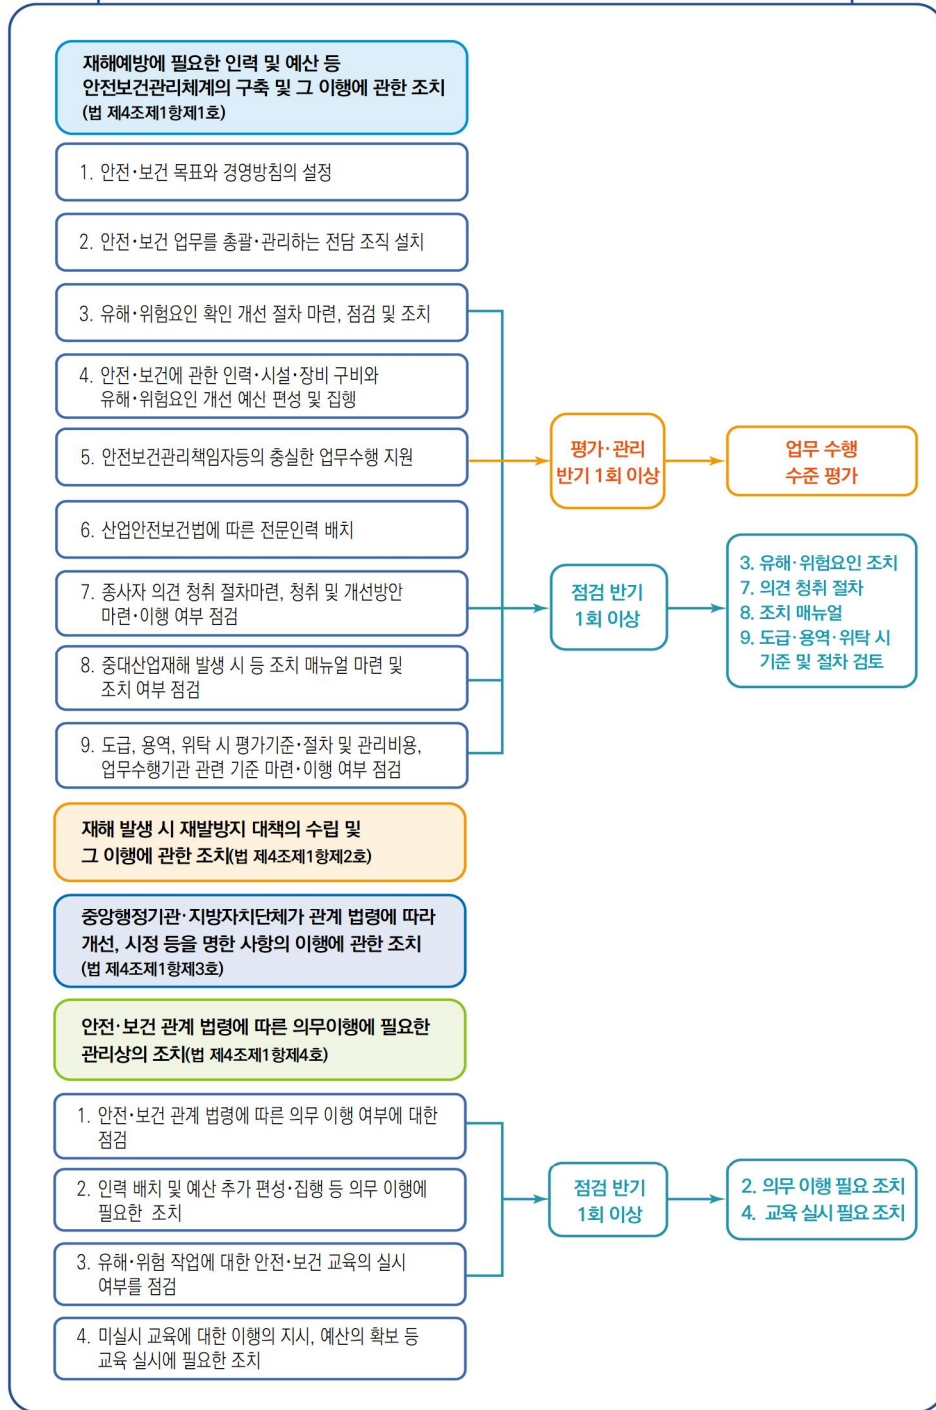 재해예방에 필요한 인력 및 예산 등
안전보건관리체계의 구축 및 그 이행에 관한 조치
(법 제4조제1항제1호)
1. 안전·보건 목표와 경영방침의 설정
2. 안전·보건 업무를 총괄·관리하는 전담 조직 설치
3. 유해·위험요인 확인 개선 절차 마련, 점검 및 조치
4. 안전·보건에 관한 인력·시설·장비 구비와
유해·위험요인 개선 예산 편성 및 집행
5. 안전보건관리책임자등의 충실한 업무수행 지원
6. 산업안전보건법에 따른 전문인력 배치
7. 종사자 의견 청취 절차마련, 청취 및 개선방안
마련·이행 여부 점검
8. 중대산업재해 발생 시 등 조치 매뉴얼 마련 및
조치 여부 점검
9. 도급, 용역, 위탁 시 평가기준·절차 및 관리비용,
업무수행기관 관련 기준 마련·이행 여부 점검
평가·관리
반기 1회 이상
업무 수행
수준 평가
점검 반기
1회 이상
3. 유해·위험요인 조치
7. 의견 청취 절차
8. 조치 매뉴얼
9. 도급·용역·위탁 시
기준 및 절차 검토
재해 발생 시 재발방지 대책의 수립 및
그 이행에 관한 조치(법 제4조제1항제2호)
중앙행정기관·지방자치단체가 관계 법령에 따라
개선, 시정 등을 명한 사항의 이행에 관한 조치
(법 제4조제1항제3호)
안전·보건 관계 법령에 따른 의무이행에 필요한
관리상의 조치(법 제4조제1항제4호)
1. 안전·보건 관계 법령에 따른 의무 이행 여부에 대한
점검
2. 인력 배치 및 예산 추가 편성·집행 등 의무 이행에
필요한 조치
3. 유해·위험 작업에 대한 안전·보건 교육의 실시
여부를 점검
4. 미실시 교육에 대한 이행의 지시, 예산의 확보 등
교육 실시에 필요한 조치
점검 반기
1회 이상
2. 의무 이행 필요 조치
4. 교육 실시 필요 조치